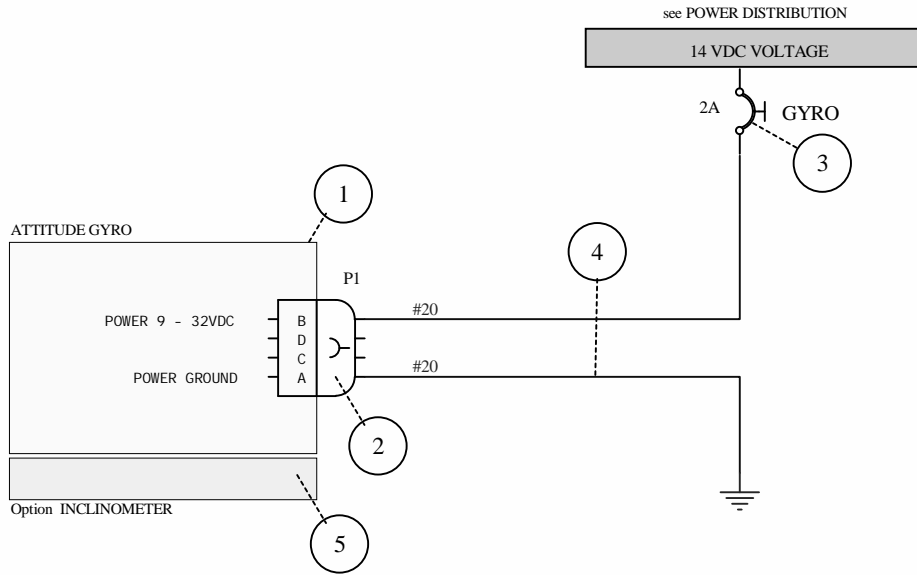 see POWER DISTRIBUTION
14 VDC VOLTAGE
2A
GYRO
3
1
ATTITUDE GYRO
4
P1
#20
POWER 9 - 32VDC
B
D
C
POWER GROUND
A
#20
2
Option INCLINOMETER
5